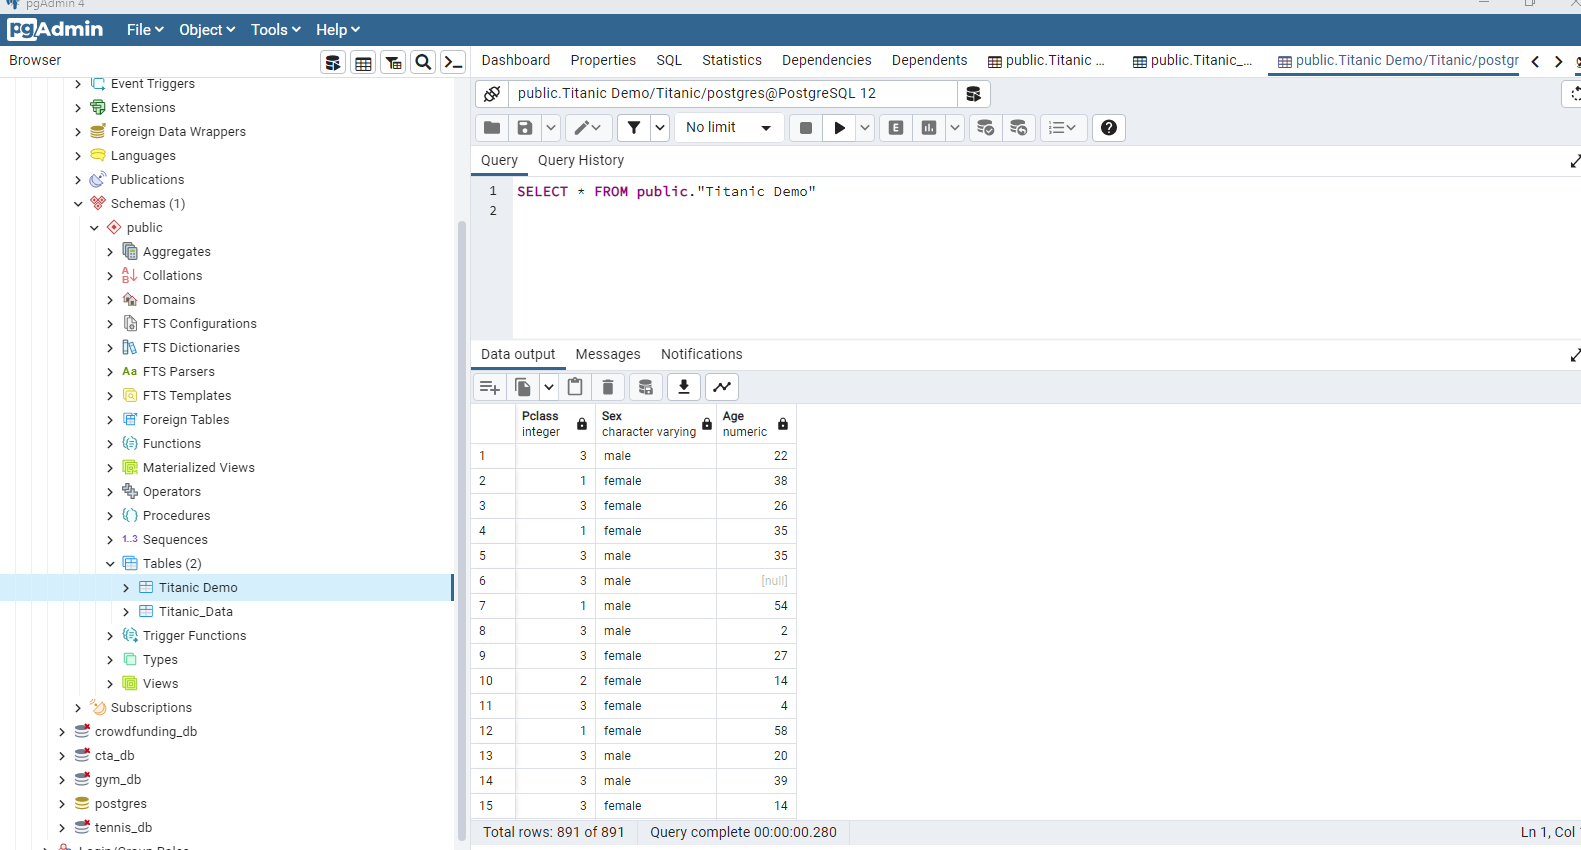 pgAdmin 4
pgAdmin File Object Tools Help
Browser
Dashboard Properties SQL Statistics Dependencies Dependents public.Titanic ... public.Titanic_... public.Titanic Demo/Titanic/postgr
public.Titanic Demo/Titanic/postgres@PostgreSQL 12
No limit
E
Query Query History
1 SELECT * FROM public."Titanic Demo"
2
Event Triggers
Extensions
Foreign Data Wrappers
Languages
Publications
Schemas (1)
public
Aggregates
Collations
Domains
FTS Configurations
FTS Dictionaries
Aa FTS Parsers
FTS Templates
Foreign Tables
Functions
Materialized Views
Operators
Procedures
1..3 Sequences
Tables (2)
Titanic Demo
Titanic_Data
Trigger Functions
Types
Views
Subscriptions
crowdfunding_db
cta_db
gym_db
postgres
tennis_db
Data output Messages Notifications
Pclass Sex Age
integer character varying numeric
1 3 male 22
2 1 female 38
3 3 female 26
4 1 female 35
5 3 male 35
6 3 male [null]
7 1 male 54
8 3 male 2
9 3 female 27
10 2 female 14
11 3 female 4
12 1 female 58
13 3 male 20
14 3 male 39
15 3 female 14
Total rows: 891 of 891 Query complete 00:00:00.280 Ln 1, Col